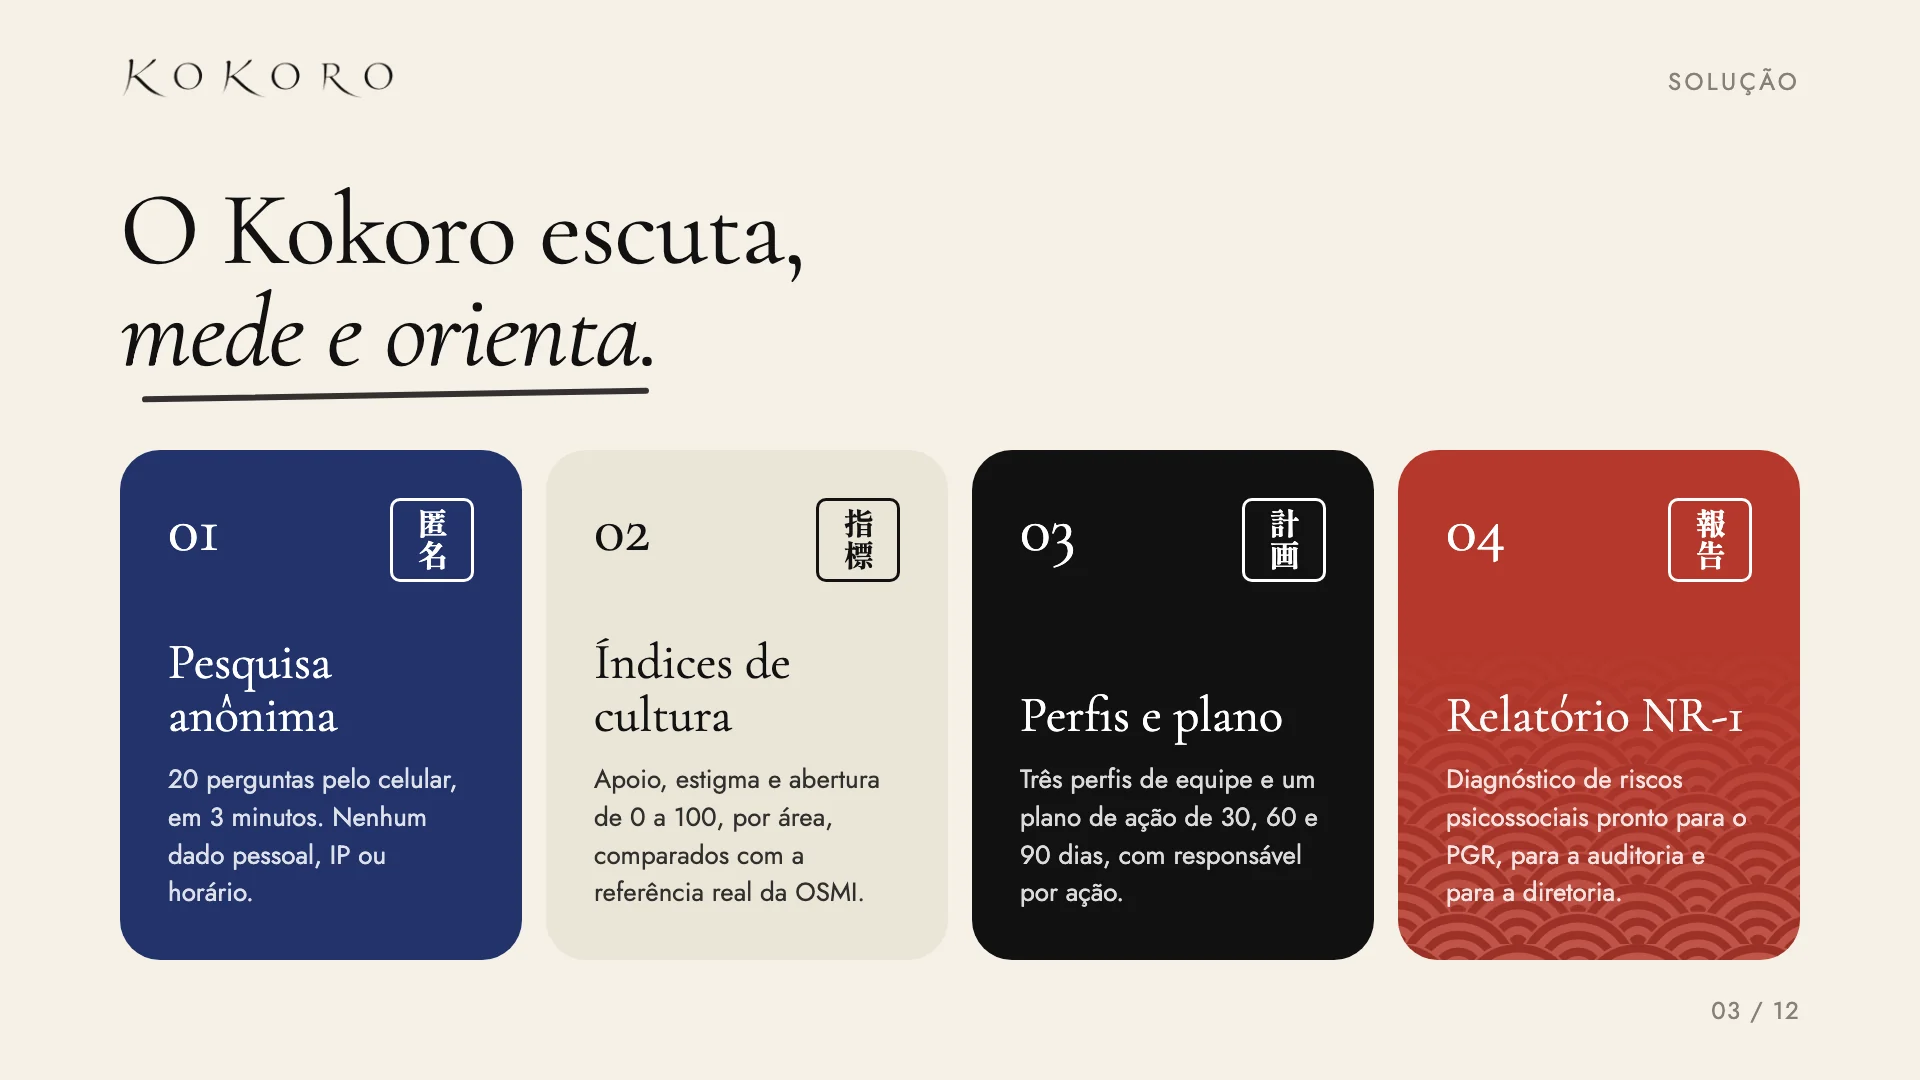 KOKORO
SOLUÇÃO
O Kokoro escuta,
mede e orienta.
01
匿名
Pesquisa
anônima
20 perguntas pelo celular,
em 3 minutos. Nenhum
dado pessoal, IP ou
horário.
02
指標
Índices de
cultura
Apoio, estigma e abertura
de 0 a 100, por área,
comparados com a
referência real da OSMI.
03
計画
Perfis e plano
Três perfis de equipe e um
plano de ação de 30, 60 e
90 dias, com responsável
por ação.
04
報告
Relatório NR-1
Diagnóstico de riscos
psicossociais pronto para o
PGR, para a auditoria e
para a diretoria.
03 / 12